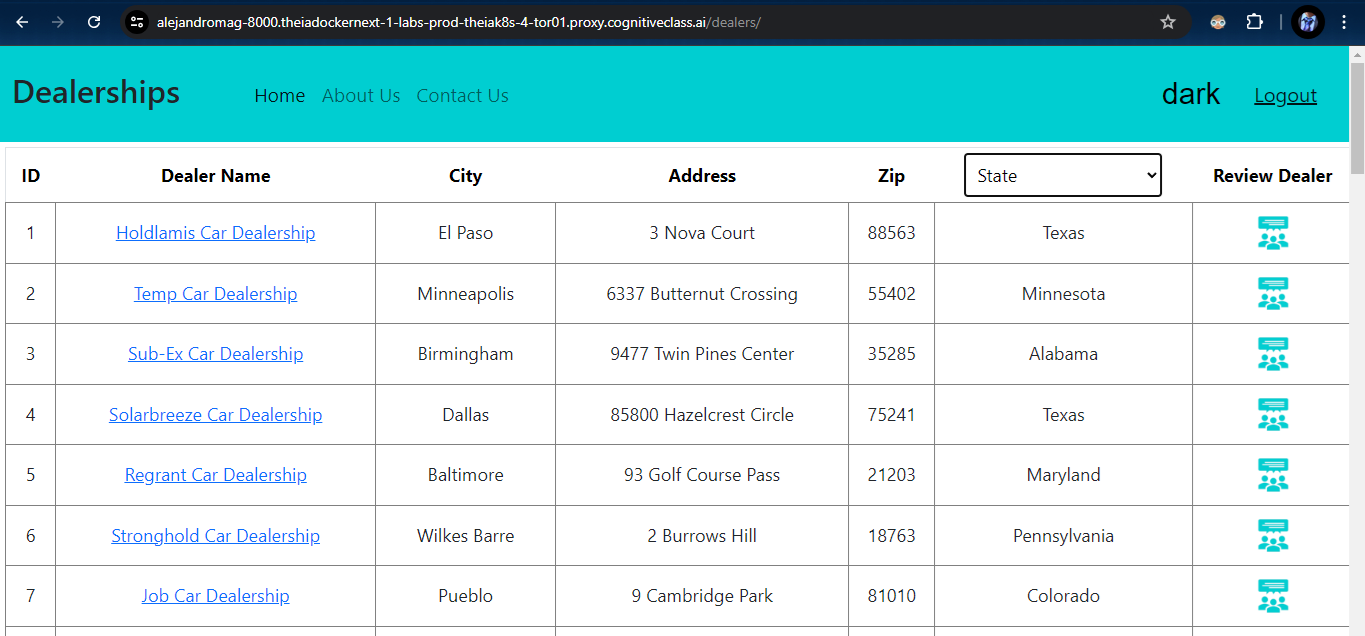 alejandromag-8000.theiadockernext-1-labs-prod-theiak8s-4-tor01.proxy.cognitiveclass.ai/dealers/
Dealerships Home About Us Contact Us dark Logout
ID Dealer Name City Address Zip State Review Dealer
1 Holdlamis Car Dealership El Paso 3 Nova Court 88563 Texas
2 Temp Car Dealership Minneapolis 6337 Butternut Crossing 55402 Minnesota
3 Sub-Ex Car Dealership Birmingham 9477 Twin Pines Center 35285 Alabama
4 Solarbreeze Car Dealership Dallas 85800 Hazelcrest Circle 75241 Texas
5 Regrant Car Dealership Baltimore 93 Golf Course Pass 21203 Maryland
6 Stronghold Car Dealership Wilkes Barre 2 Burrows Hill 18763 Pennsylvania
7 Job Car Dealership Pueblo 9 Cambridge Park 81010 Colorado